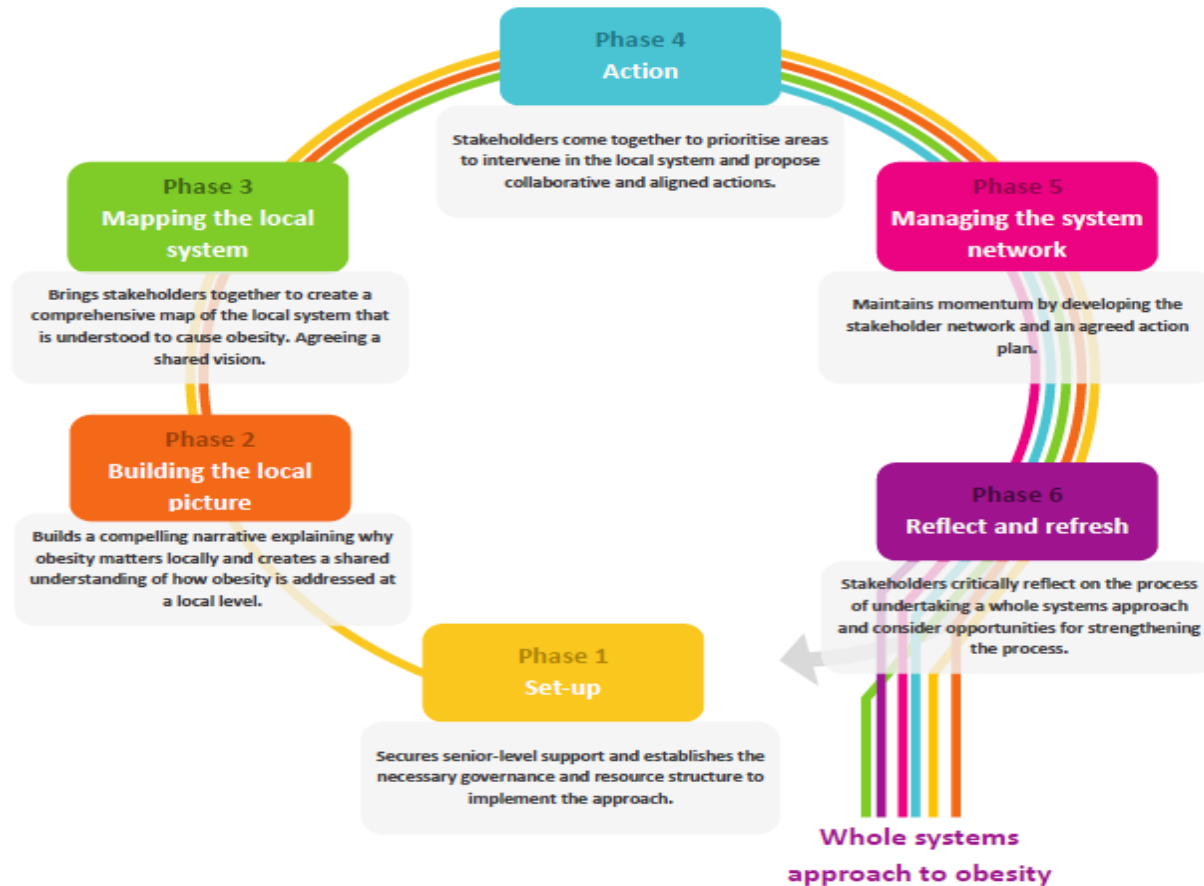 Phase 4
Action
Stakeholders come together to prioritise areas
to intervene in the local system and propose
collaborative and aligned actions.
Phase 3
Mapping the local
system
Brings stakeholders together to create a
comprehensive map of the local system that
is understood to cause obesity. Agreeing a
shared vision.
Phase 5
Managing the system
network
Maintains momentum by developing the
stakeholder network and an agreed action
plan.
Phase 2
Building the local
picture
Builds a compelling narrative explaining why
obesity matters locally and creates a shared
understanding of how obesity is addressed at
a local level.
Phase 6
Reflect and refresh
Stakeholders critically reflect on the process
of undertaking a whole systems approach
and consider opportunities for strengthening
the process.
Phase 1
Set-up
Secures senior-level support and establishes the
necessary governance and resource structure to
implement the approach.
Whole systems
approach to obesity